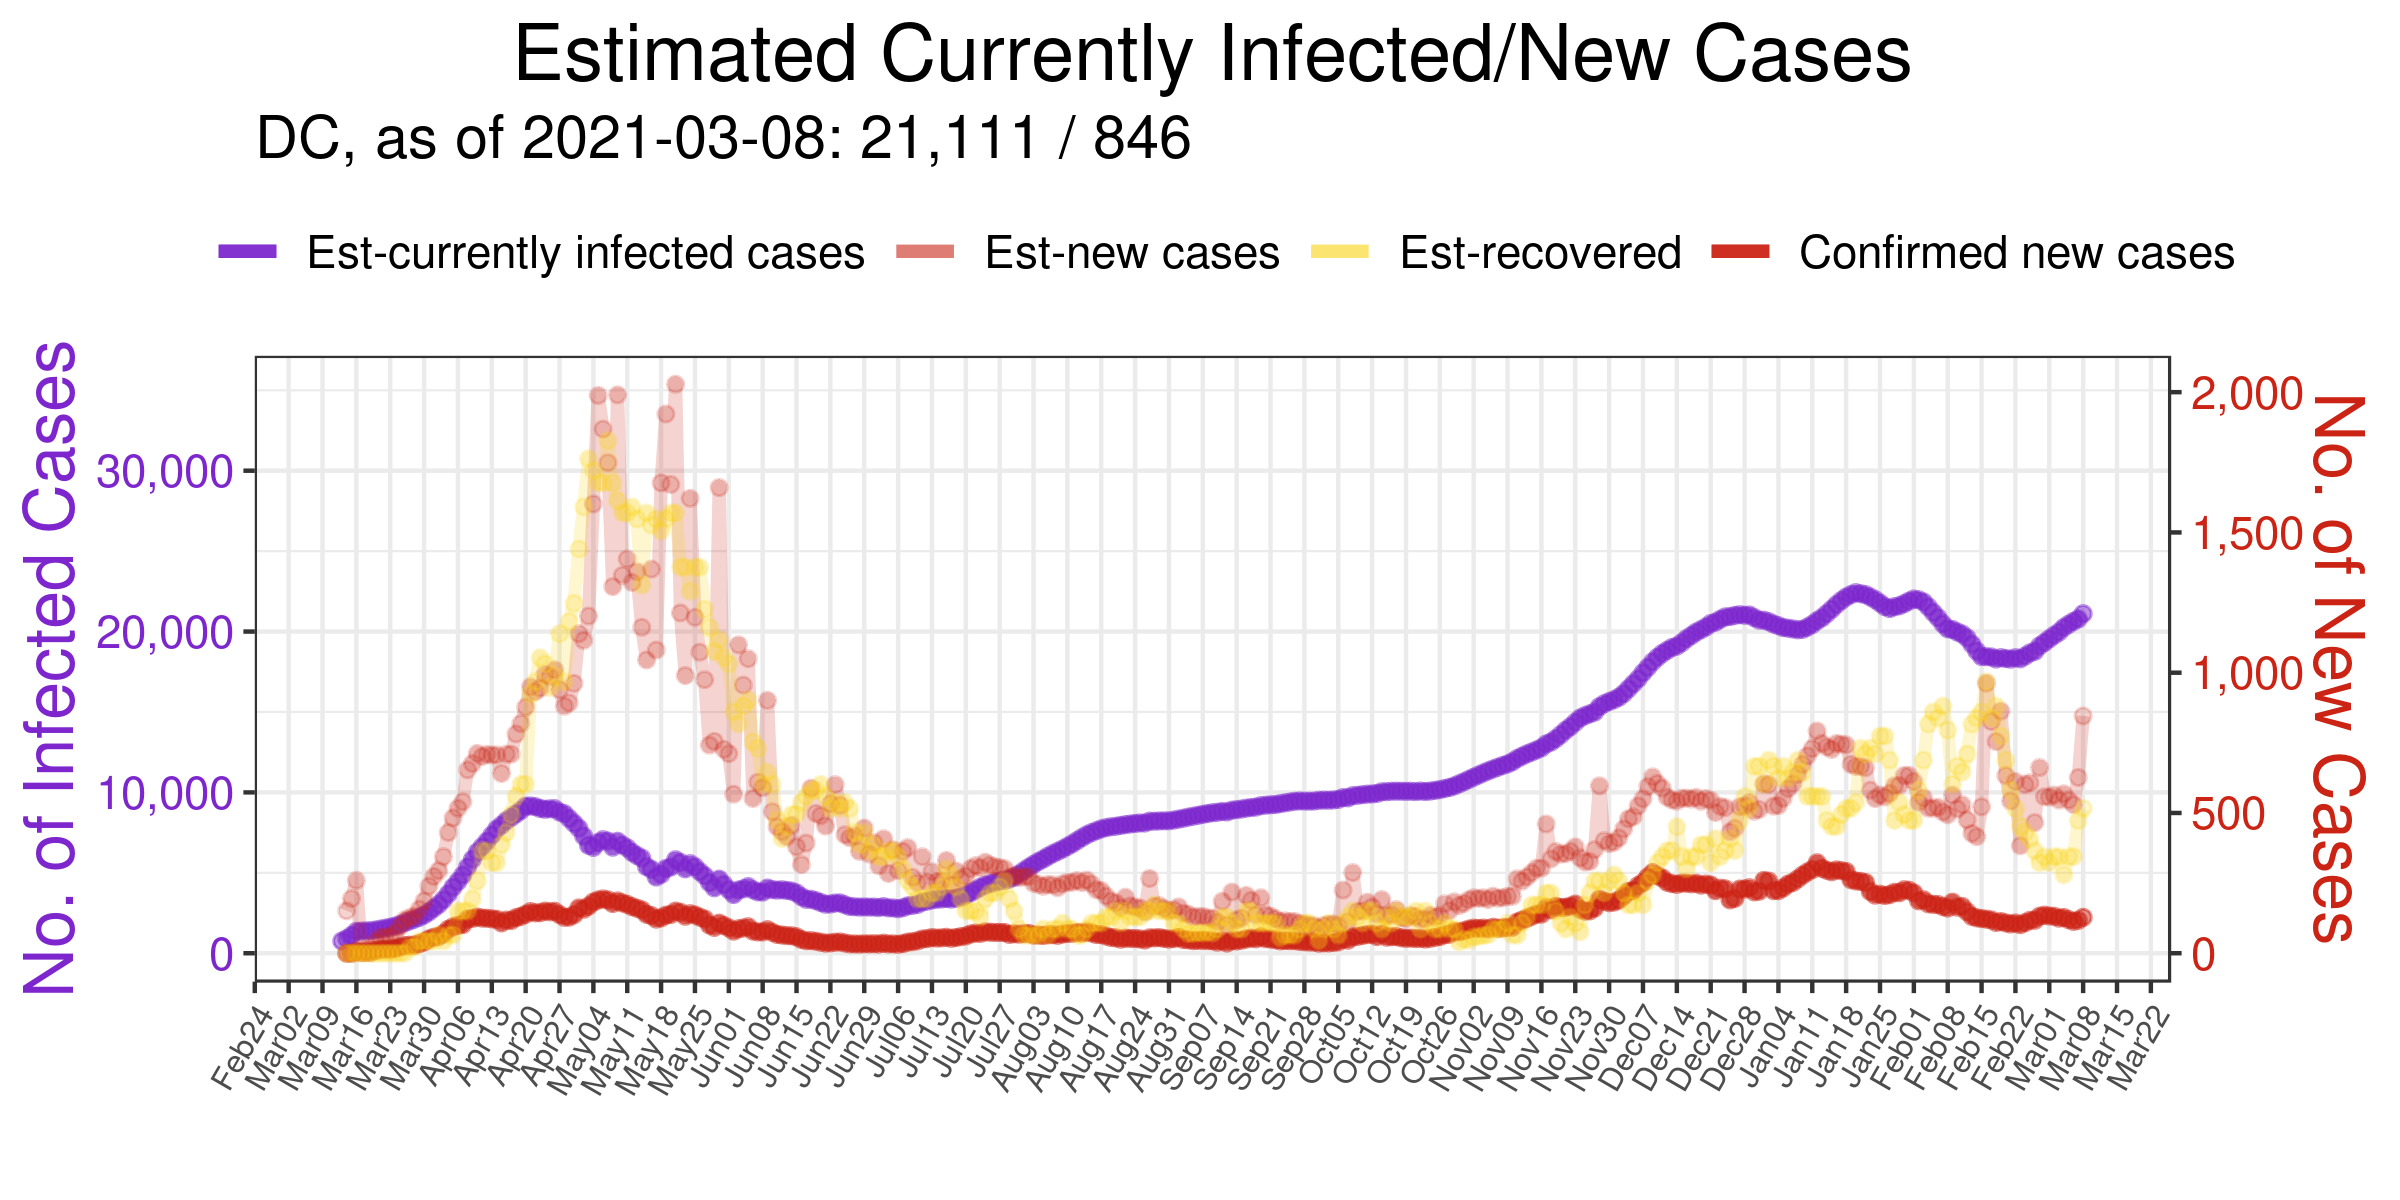 Estimated Currently Infected/New Cases
DC, as of 2021-03-08: 21,111 / 846
Est-currently infected cases
Est-new cases
Est-recovered
Confirmed new cases
No. of Infected Cases
30,000
20,000
10,000
0
2,000
1,500
1,000
500
0
No. of New Cases
Feb24
Mar02
Mar09
Mar16
Mar23
Mar30
Apr06
Apr13
Apr20
Apr27
May04
May11
May18
May25
Jun01
Jun08
Jun15
Jun22
Jun29
Jul06
Jul13
Jul20
Jul27
Aug03
Aug10
Aug17
Aug24
Aug31
Sep07
Sep14
Sep21
Sep28
Oct05
Oct12
Oct19
Oct26
Nov02
Nov09
Nov16
Nov23
Nov30
Dec07
Dec14
Dec21
Dec28
Jan04
Jan11
Jan18
Jan25
Feb01
Feb08
Feb15
Feb22
Mar01
Mar08
Mar15
Mar22